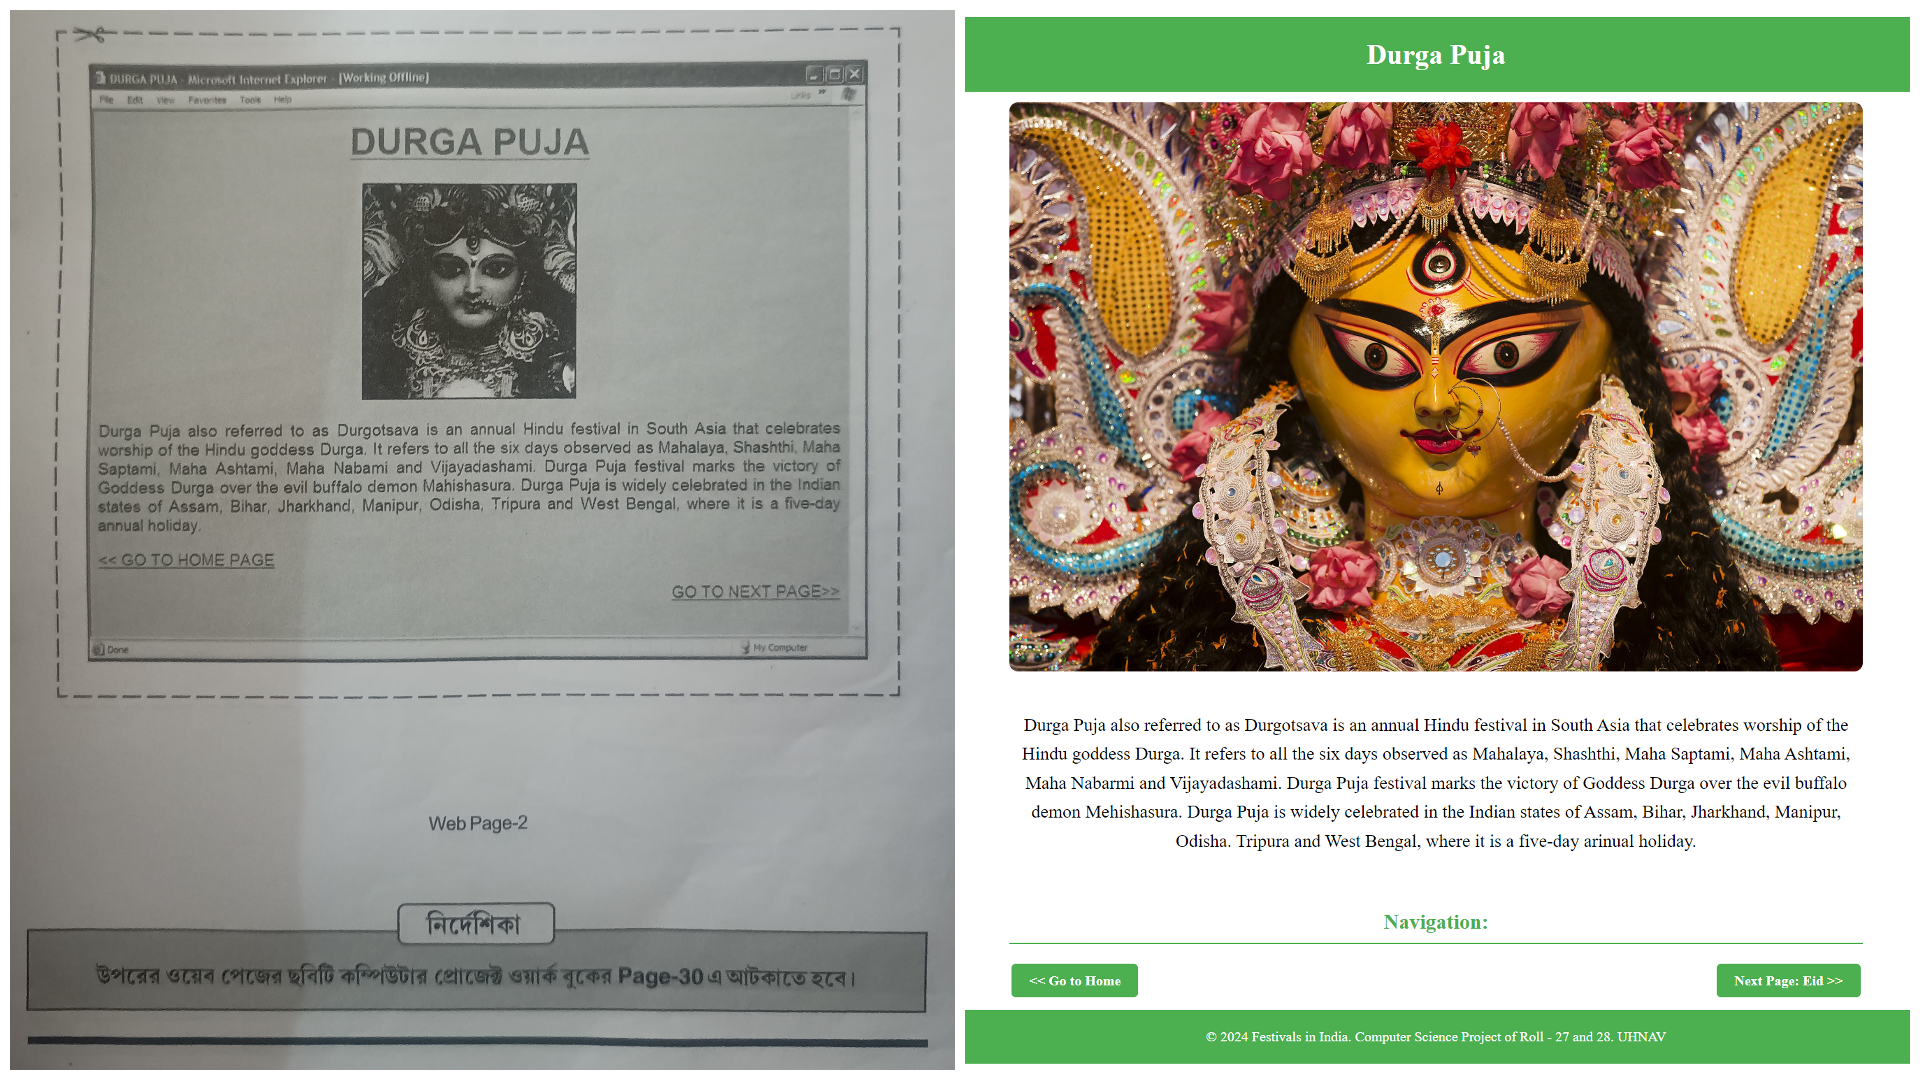 DURGA PUJA - Microsoft Internet Explorer - [Working Offline]
File Edit View Favorites Tools Help
Links »
DURGA PUJA
Durga Puja also referred to as Durgotsava is an annual Hindu festival in South Asia that celebrates
worship of the Hindu goddess Durga. It refers to all the six days observed as Mahalaya, Shashthi, Maha
Saptami, Maha Ashtami, Maha Nabami and Vijayadashami. Durga Puja festival marks the victory of
Goddess Durga over the evil buffalo demon Mahishasura. Durga Puja is widely celebrated in the Indian
states of Assam, Bihar, Jharkhand, Manipur, Odisha, Tripura and West Bengal, where it is a five-day
annual holiday.
<< GO TO HOME PAGE
GO TO NEXT PAGE>>
Done
My Computer
Web Page-2
নির্দেশিকা
উপরের ওয়েব পেজের ছবিটি কম্পিউটার প্রোজেক্ট ওয়ার্ক বুকের Page-30 এ আটকাতে হবে।
Durga Puja
Durga Puja also referred to as Durgotsava is an annual Hindu festival in South Asia that celebrates worship of the
Hindu goddess Durga. It refers to all the six days observed as Mahalaya, Shashthi, Maha Saptami, Maha Ashtami,
Maha Nabarmi and Vijayadashami. Durga Puja festival marks the victory of Goddess Durga over the evil buffalo
demon Mehishasura. Durga Puja is widely celebrated in the Indian states of Assam, Bihar, Jharkhand, Manipur,
Odisha. Tripura and West Bengal, where it is a five-day arinual holiday.
Navigation:
<< Go to Home
Next Page: Eid >>
© 2024 Festivals in India. Computer Science Project of Roll - 27 and 28. UHNAV